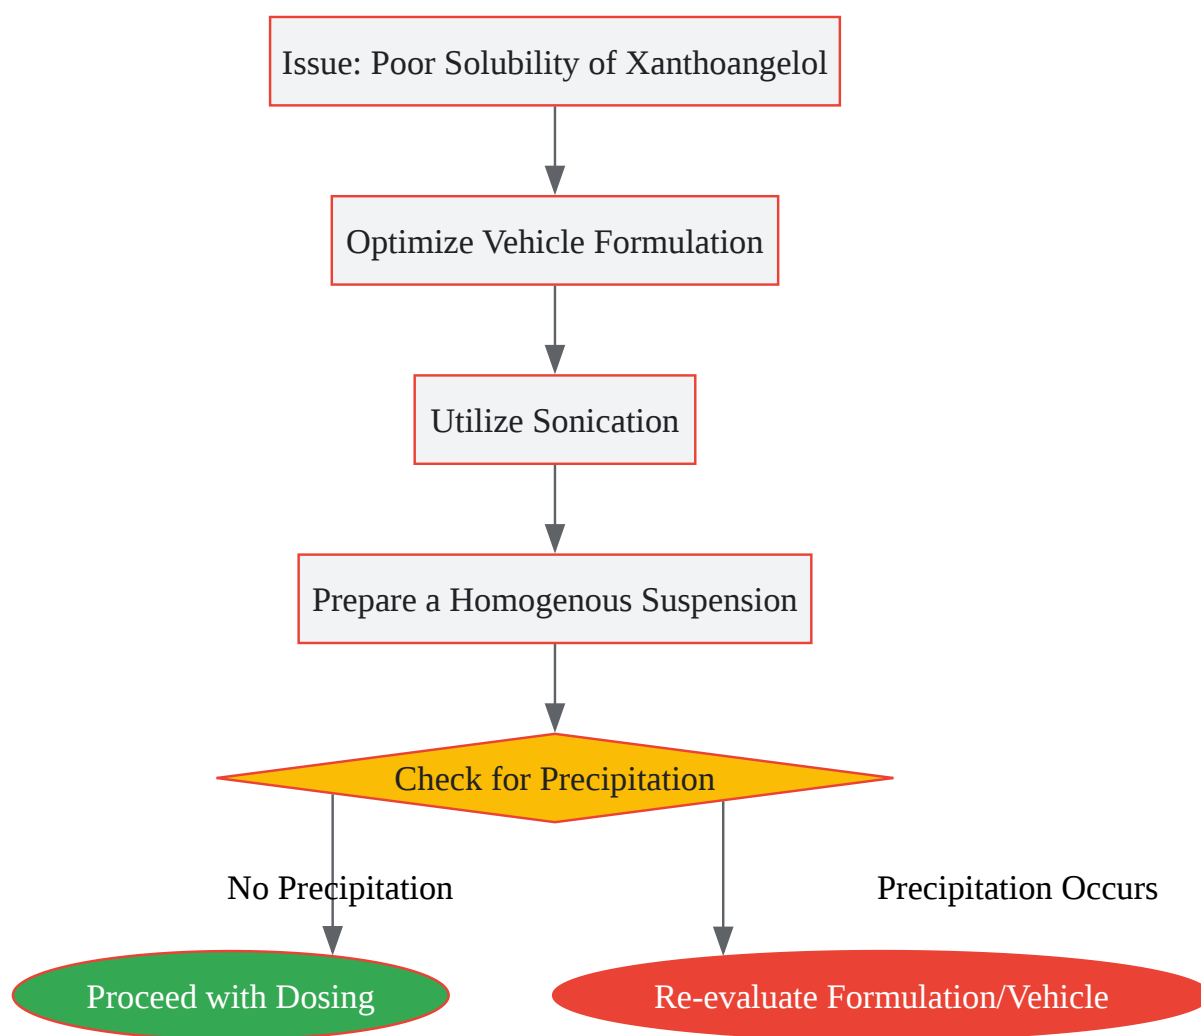 Issue: Poor Solubility of Xanthoangelol
Optimize Vehicle Formulation
Utilize Sonication
Prepare a Homogenous Suspension
Check for Precipitation
No Precipitation
Precipitation Occurs
Proceed with Dosing
Re-evaluate Formulation/Vehicle